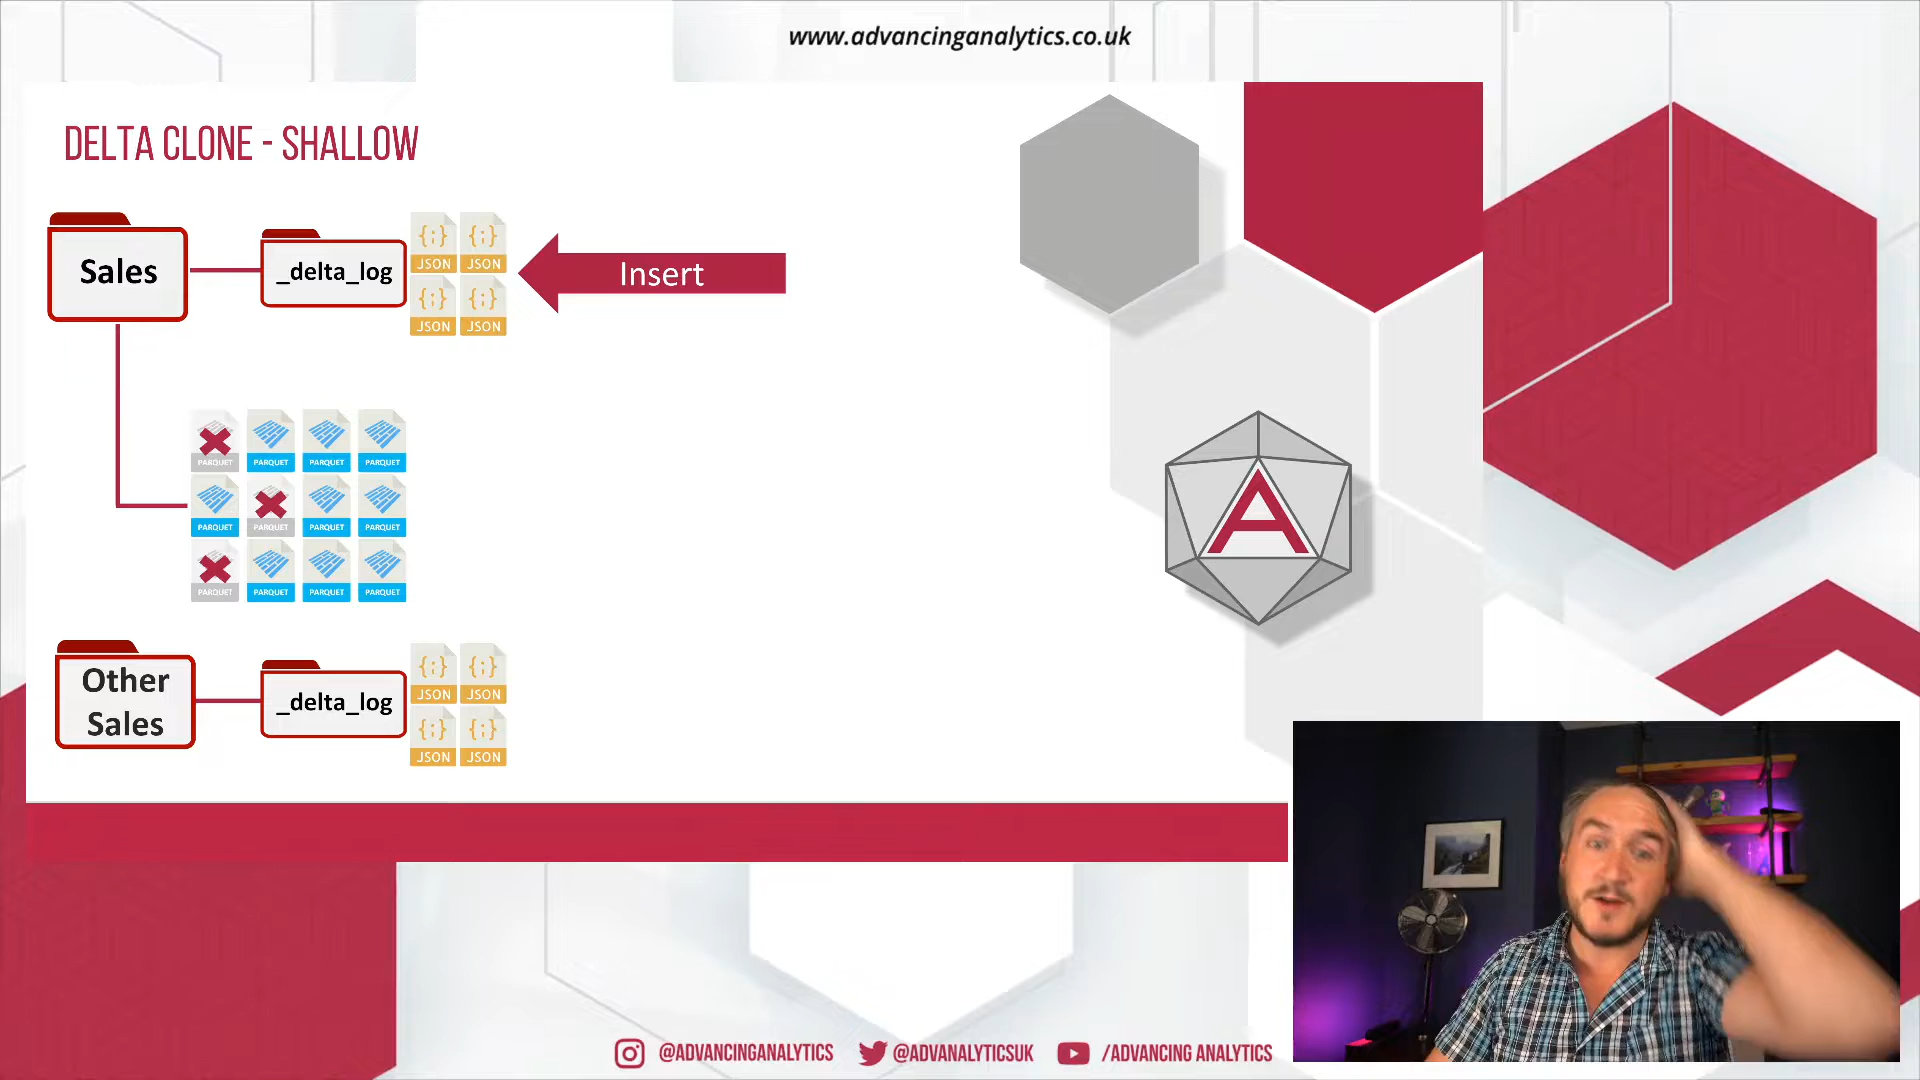 www.advancinganalytics.co.uk
DELTA CLONE - SHALLOW
Sales
_delta_log
JSON JSON
JSON JSON
Insert
PARQUET PARQUET PARQUET PARQUET
PARQUET PARQUET PARQUET PARQUET
PARQUET PARQUET PARQUET PARQUET
Other
Sales
_delta_log
JSON JSON
JSON JSON
A
@ADVANCINGANALYTICS @ADVANALYTICSUK /ADVANCING ANALYTICS